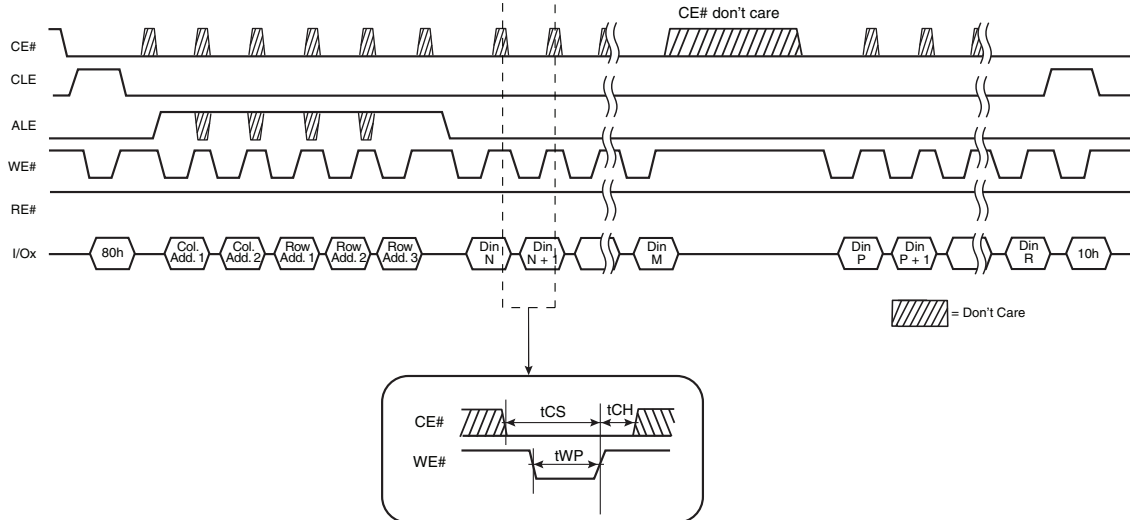 CE# don't care
CE#
CLE
ALE
WE#
RE#
I/Ox
80h
Col. Add. 1
Col. Add. 2
Row Add. 1
Row Add. 2
Row Add. 3
Din N
Din N + 1
Din M
Din P
Din P + 1
Din R
10h
= Don't Care
CE#
tCS
tCH
WE#
tWP